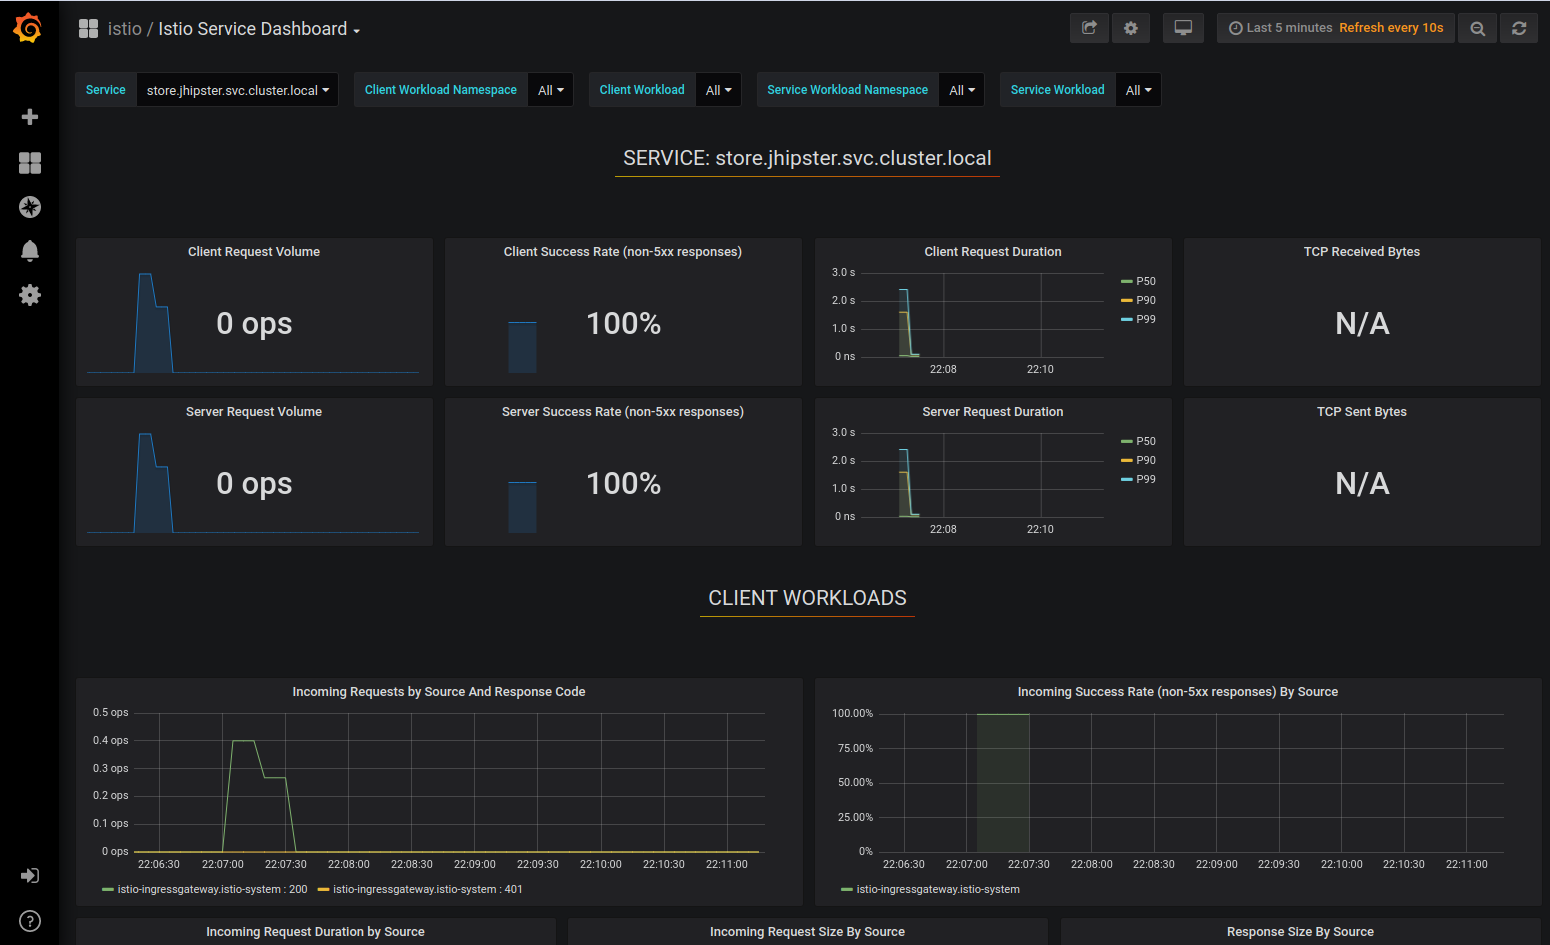 istio / Istio Service Dashboard
Last 5 minutes Refresh every 10s
Service store.jhipster.svc.cluster.local Client Workload Namespace All Client Workload All Service Workload Namespace All Service Workload All
SERVICE: store.jhipster.svc.cluster.local
Client Request Volume
0 ops
Client Success Rate (non-5xx responses)
100%
Client Request Duration
3.0 s
2.0 s
1.0 s
0 ns
22:08 22:10
P50
P90
P99
TCP Received Bytes
N/A
Server Request Volume
0 ops
Server Success Rate (non-5xx responses)
100%
Server Request Duration
3.0 s
2.0 s
1.0 s
0 ns
22:08 22:10
P50
P90
P99
TCP Sent Bytes
N/A
CLIENT WORKLOADS
Incoming Requests by Source And Response Code
0.5 ops
0.4 ops
0.3 ops
0.2 ops
0.1 ops
0 ops
22:06:30 22:07:00 22:07:30 22:08:00 22:08:30 22:09:00 22:09:30 22:10:00 22:10:30 22:11:00
istio-ingressgateway.istio-system : 200 istio-ingressgateway.istio-system : 401
Incoming Success Rate (non-5xx responses) By Source
100.00%
75.00%
50.00%
25.00%
0%
22:06:30 22:07:00 22:07:30 22:08:00 22:08:30 22:09:00 22:09:30 22:10:00 22:10:30 22:11:00
istio-ingressgateway.istio-system
Incoming Request Duration by Source
Incoming Request Size By Source
Response Size By Source